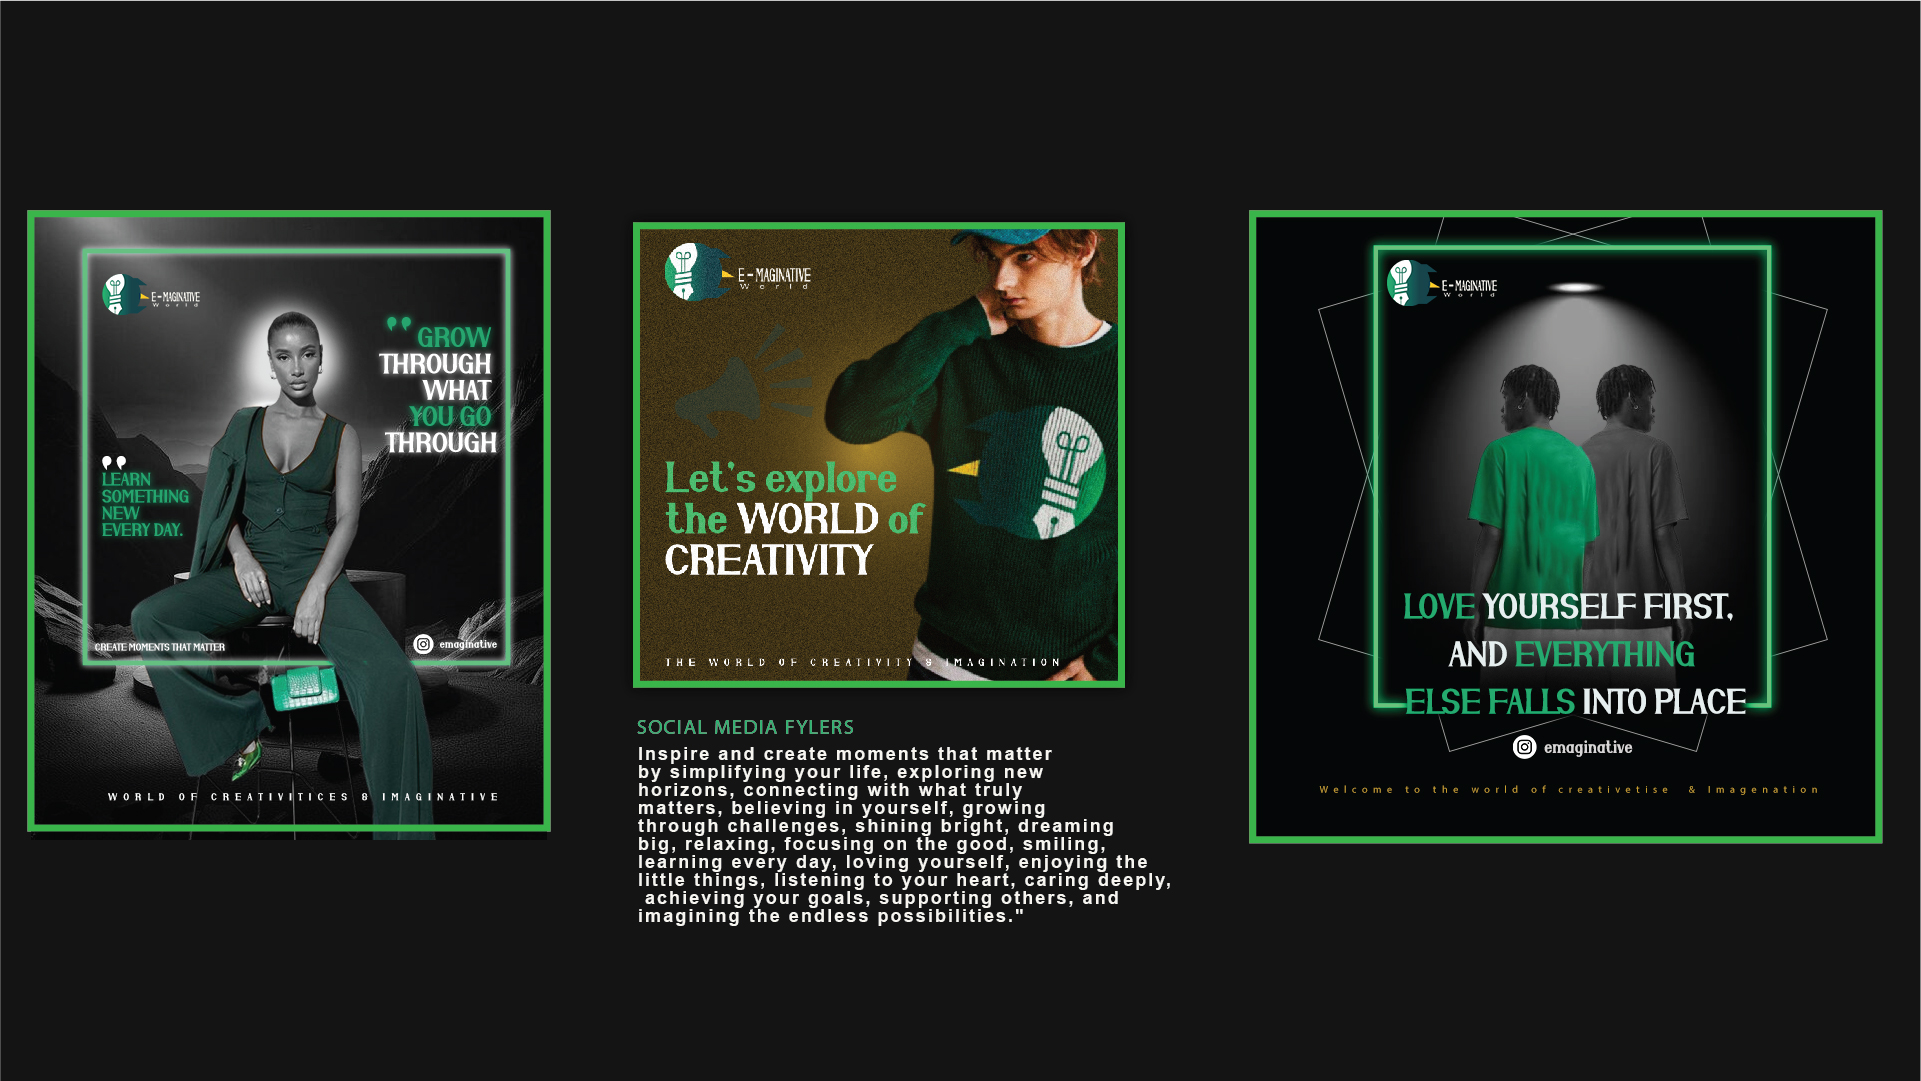 E-MAGINATIVE
World
" GROW
THROUGH
WHAT
YOU GO
THROUGH
"
LEARN
SOMETHING
NEW
EVERY DAY.
CREATE MOMENTS THAT MATTER
emaginative
WORLD OF CREATIVITICES & IMAGINATIVE
E-MAGINATIVE
World
Let's explore
the WORLD of
CREATIVITY
THE WORLD OF CREATIVITY & IMAGINATION
SOCIAL MEDIA FYLERS
Inspire and create moments that matter
by simplifying your life, exploring new
horizons, connecting with what truly
matters, believing in yourself, growing
through challenges, shining bright, dreaming
big, relaxing, focusing on the good, smiling,
learning every day, loving yourself, enjoying the
little things, listening to your heart, caring deeply,
achieving your goals, supporting others, and
imagining the endless possibilities."
E-MAGINATIVE
World
LOVE YOURSELF FIRST,
AND EVERYTHING
ELSE FALLS INTO PLACE
emaginative
Welcome to the world of creativetise & Imagenation